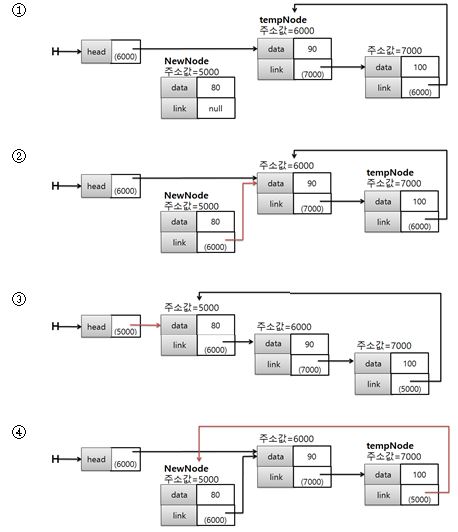 ①
tempNode
주소값=6000
data 90
link (7000)
H head (6000)
주소값=7000
data 100
link (6000)
NewNode
주소값=5000
data 80
link null
②
주소값=6000
data 90
link (7000)
H head (6000)
tempNode
주소값=7000
data 100
link (6000)
NewNode
주소값=5000
data 80
link (6000)
③
주소값=5000
H head (5000)
data 80
link (6000)
주소값=6000
data 90
link (7000)
주소값=7000
data 100
link (5000)
④
주소값=6000
data 90
link (7000)
H head (6000)
tempNode
주소값=7000
data 100
link (5000)
NewNode
주소값=5000
data 80
link (6000)